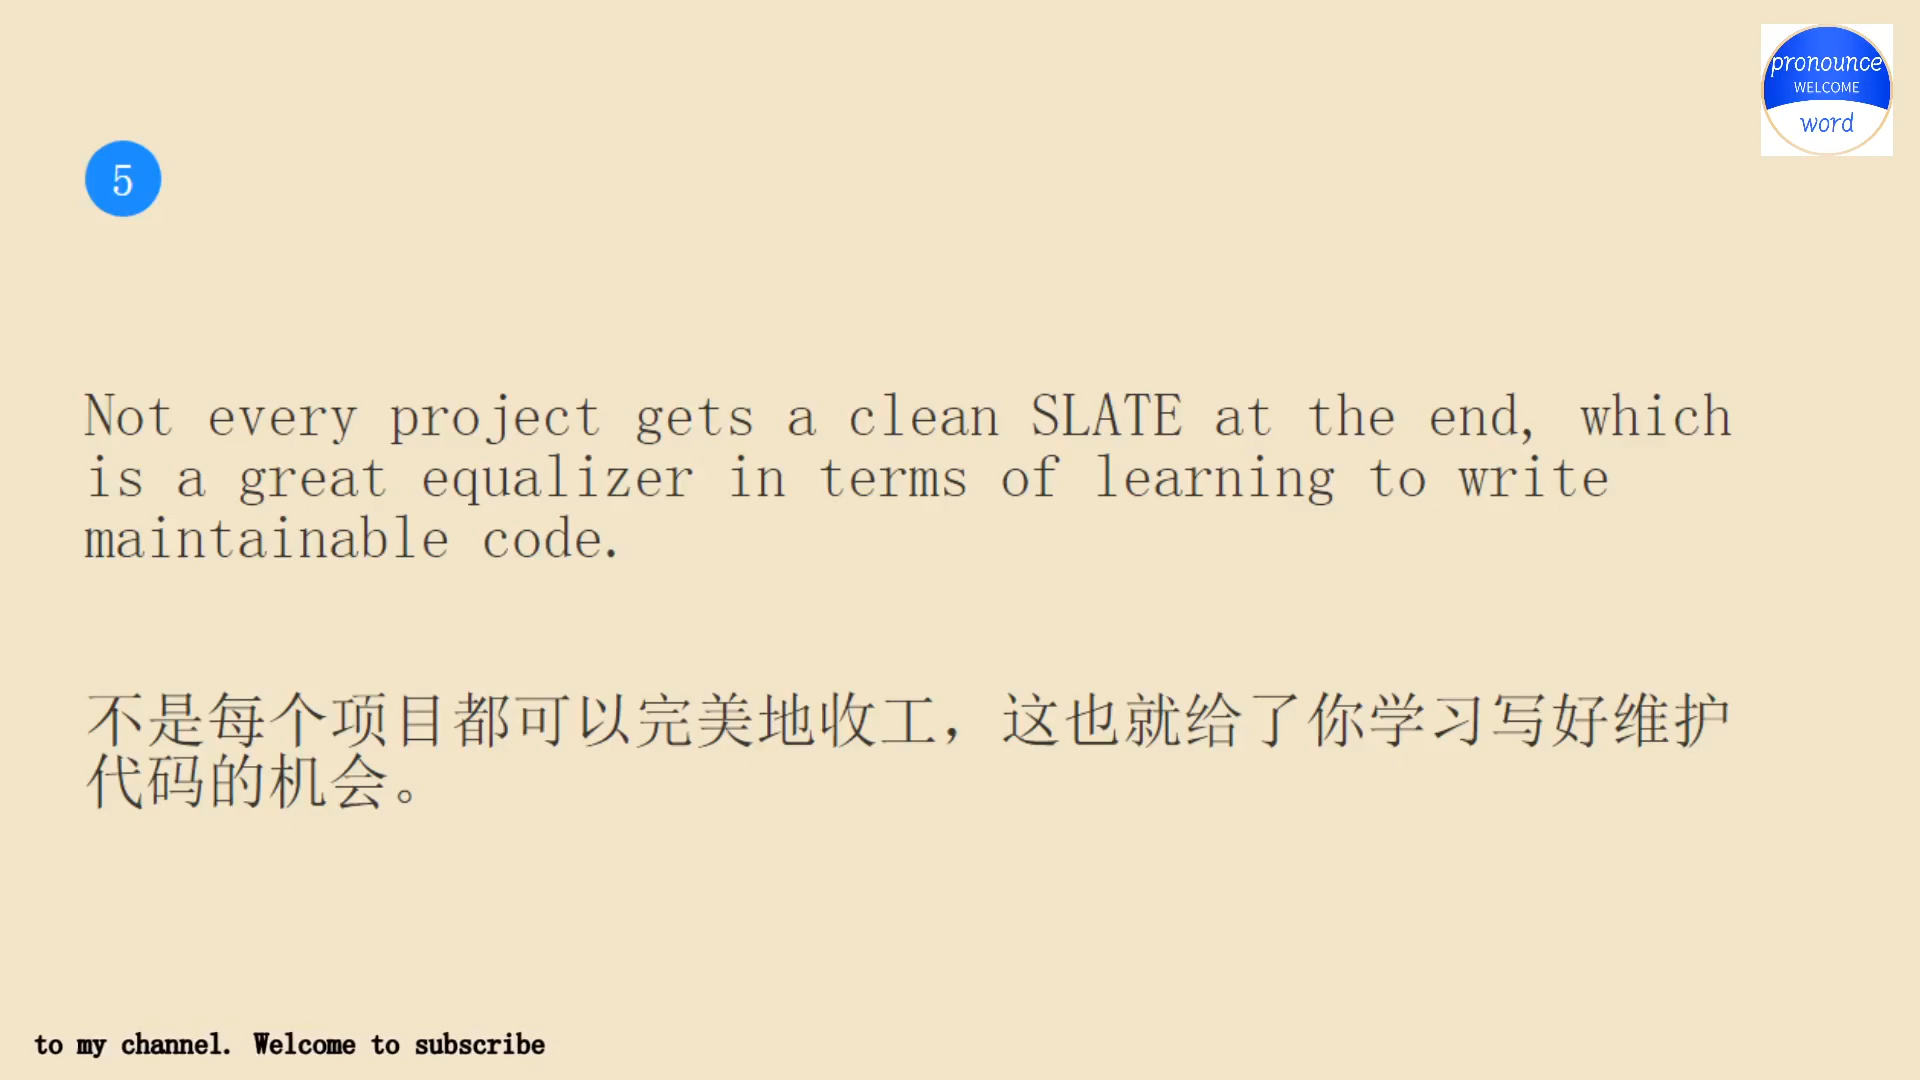 pronounce
WELCOME
word
5
Not every project gets a clean SLATE at the end, which
is a great equalizer in terms of learning to write
maintainable code.
不是每个项目都可以完美地收工，这也就给了你学习写好维护
代码的机会。
to my channel. Welcome to subscribe